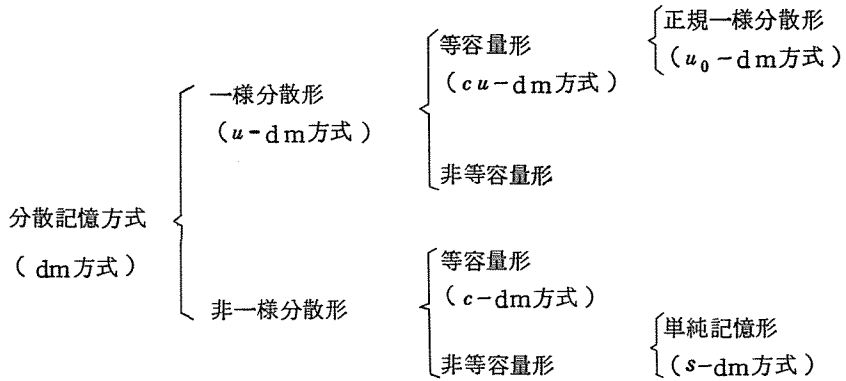 正規一様分散形
(u₀-dm方式)
等容量形
(cu-dm方式)
一様分散形
(u-dm方式)
非等容量形
分散記憶方式
(dm方式)
等容量形
(c-dm方式)
非一様分散形
単純記憶形
(s-dm方式)
非等容量形